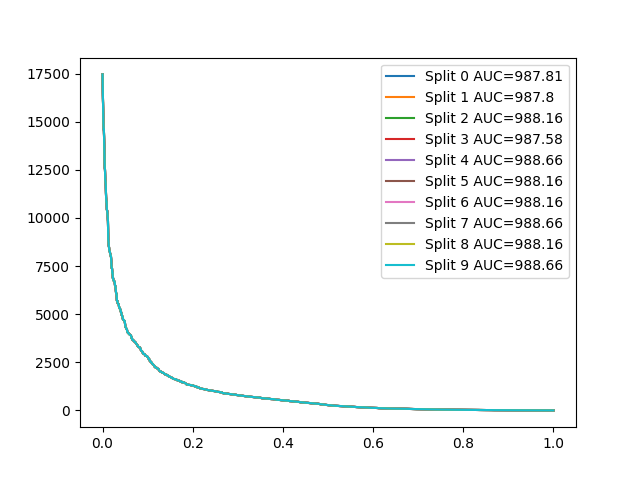 17500
15000
12500
10000
7500
5000
2500
0
0.0 0.2 0.4 0.6 0.8 1.0
Split 0 AUC=987.81
Split 1 AUC=987.8
Split 2 AUC=988.16
Split 3 AUC=987.58
Split 4 AUC=988.66
Split 5 AUC=988.16
Split 6 AUC=988.16
Split 7 AUC=988.66
Split 8 AUC=988.16
Split 9 AUC=988.66